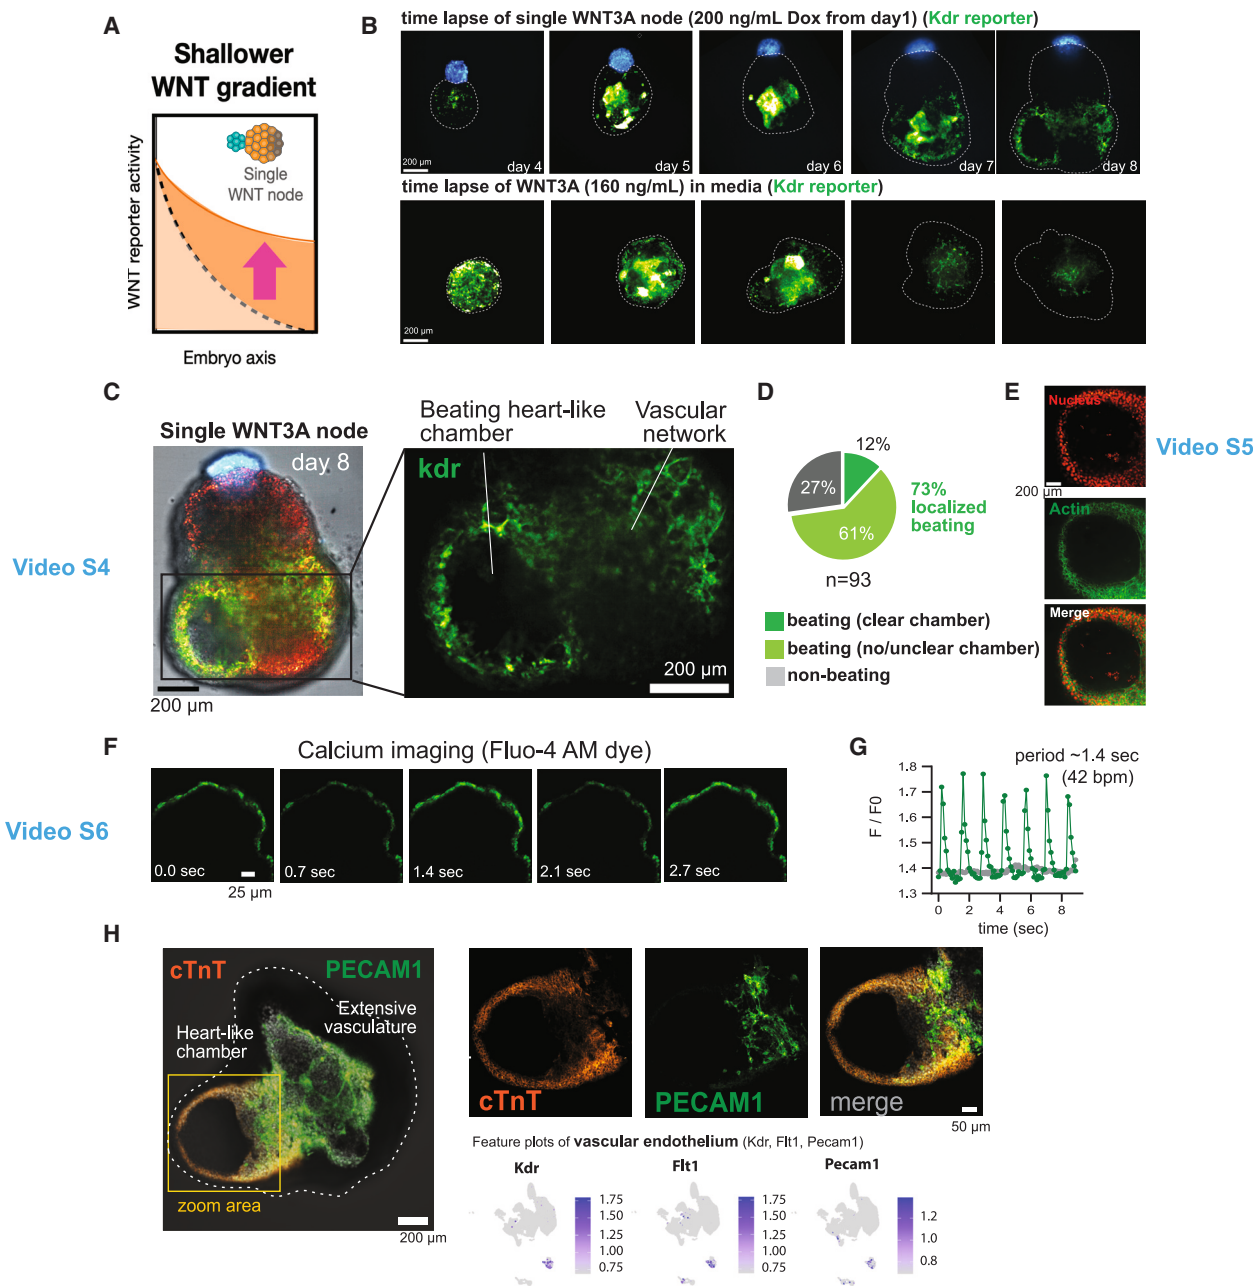 A
Shallower
WNT gradient
WNT reporter activity
Single
WNT node
Embryo axis
B
time lapse of single WNT3A node (200 ng/mL Dox from day1) (Kdr reporter)
200 µm
day 4
day 5
day 6
day 7
day 8
time lapse of WNT3A (160 ng/mL) in media (Kdr reporter)
200 µm
C
Single WNT3A node
day 8
200 µm
Video S4
Beating heart-like
chamber
Vascular
network
kdr
200 µm
D
12%
27%
61%
73%
localized
beating
n=93
beating (clear chamber)
beating (no/unclear chamber)
non-beating
E
Nucleus
200 µm
Actin
Merge
Video S5
F
Calcium imaging (Fluo-4 AM dye)
Video S6
0.0 sec
0.7 sec
1.4 sec
2.1 sec
2.7 sec
25 µm
G
period ~1.4 sec
(42 bpm)
F / F0
1.8
1.7
1.6
1.5
1.4
1.3
0 2 4 6 8
time (sec)
H
cTnT
PECAM1
Extensive
vasculature
Heart-like
chamber
zoom area
200 µm
cTnT
PECAM1
merge
50 µm
Feature plots of vascular endothelium (Kdr, Flt1, Pecam1)
Kdr
1.75
1.50
1.25
1.00
0.75
Flt1
1.75
1.50
1.25
1.00
0.75
Pecam1
1.2
1.0
0.8